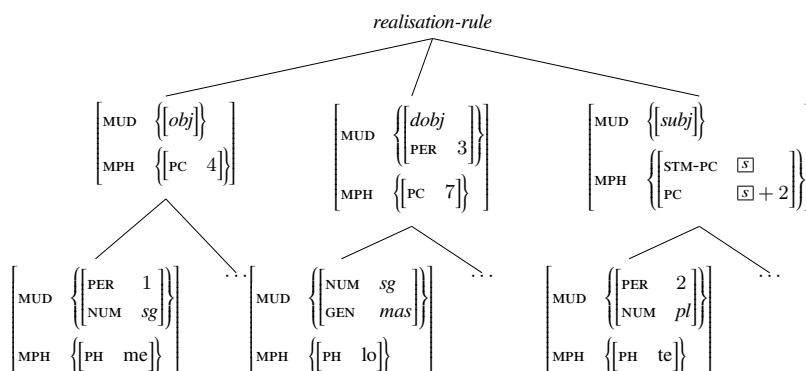 realisation-rule
MUD {[obj]}
MPH {[PC 4]}
MUD {[dobj
PER 3]}
MPH {[PC 7]}
MUD {[subj]}
MPH {[STM-PC s
PC s + 2]}
MUD {[PER 1
NUM sg]}
MPH {[PH me]}
...
MUD {[NUM sg
GEN mas]}
MPH {[PH lo]}
...
MUD {[PER 2
NUM pl]}
MPH {[PH te]}
...